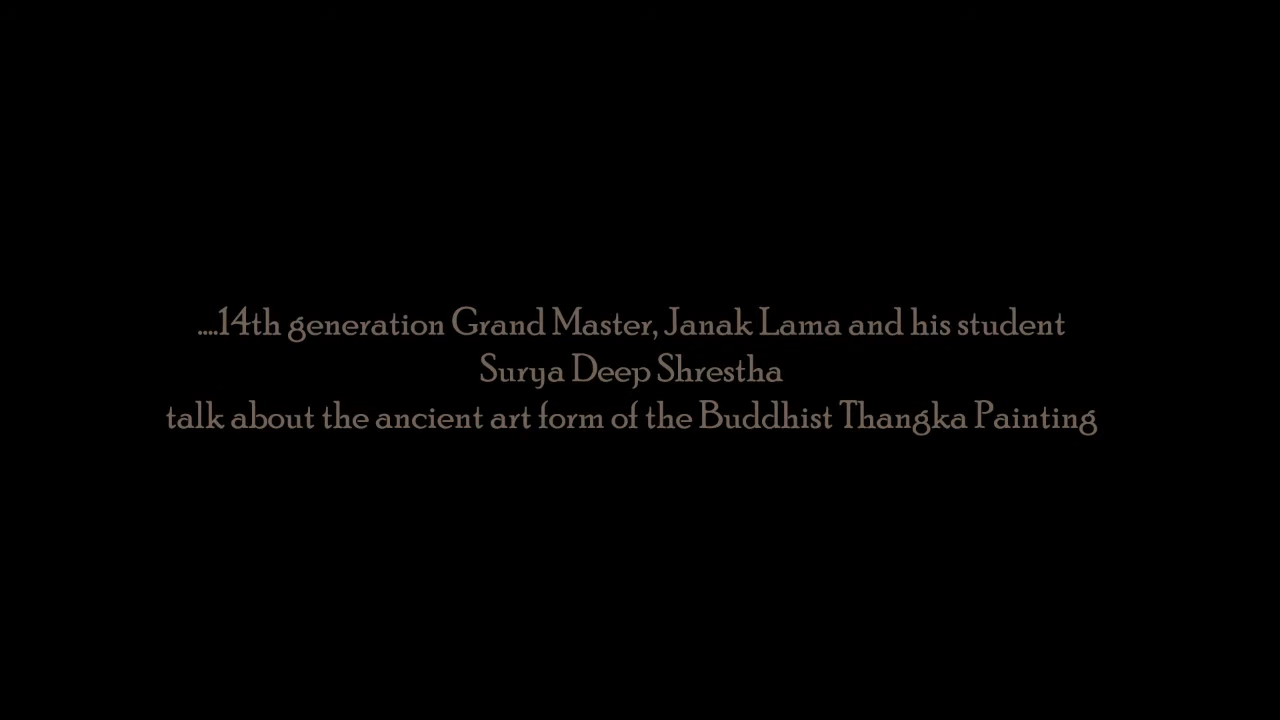 ....14th generation Grand Master, Janak Lama and his student
Surya Deep Shrestha
talk about the ancient art form of the Buddhist Thangka Painting